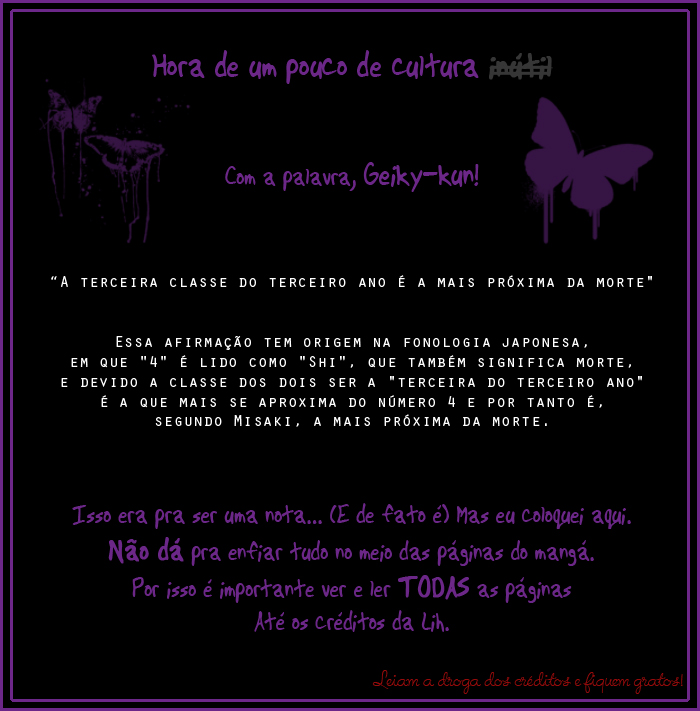 Hora de um pouco de cultura inútil
Com a palavra, Geiky-kun!
“A terceira classe do terceiro ano é a mais próxima da morte"
Essa afirmação tem origem na fonologia japonesa,
em que "4" é lido como "Shi", que também significa morte,
e devido a classe dos dois ser a "terceira do terceiro ano"
é a que mais se aproxima do número 4 e por tanto é,
segundo Misaki, a mais próxima da morte.
Isso era pra ser uma nota... (E de fato é) Mas eu coloquei aqui.
Não dá pra enfiar tudo no meio das páginas do mangá.
Por isso é importante ver e ler TODAS as páginas
Até os créditos da Lih.
Leiam a droga dos créditos e fiquem gratos!